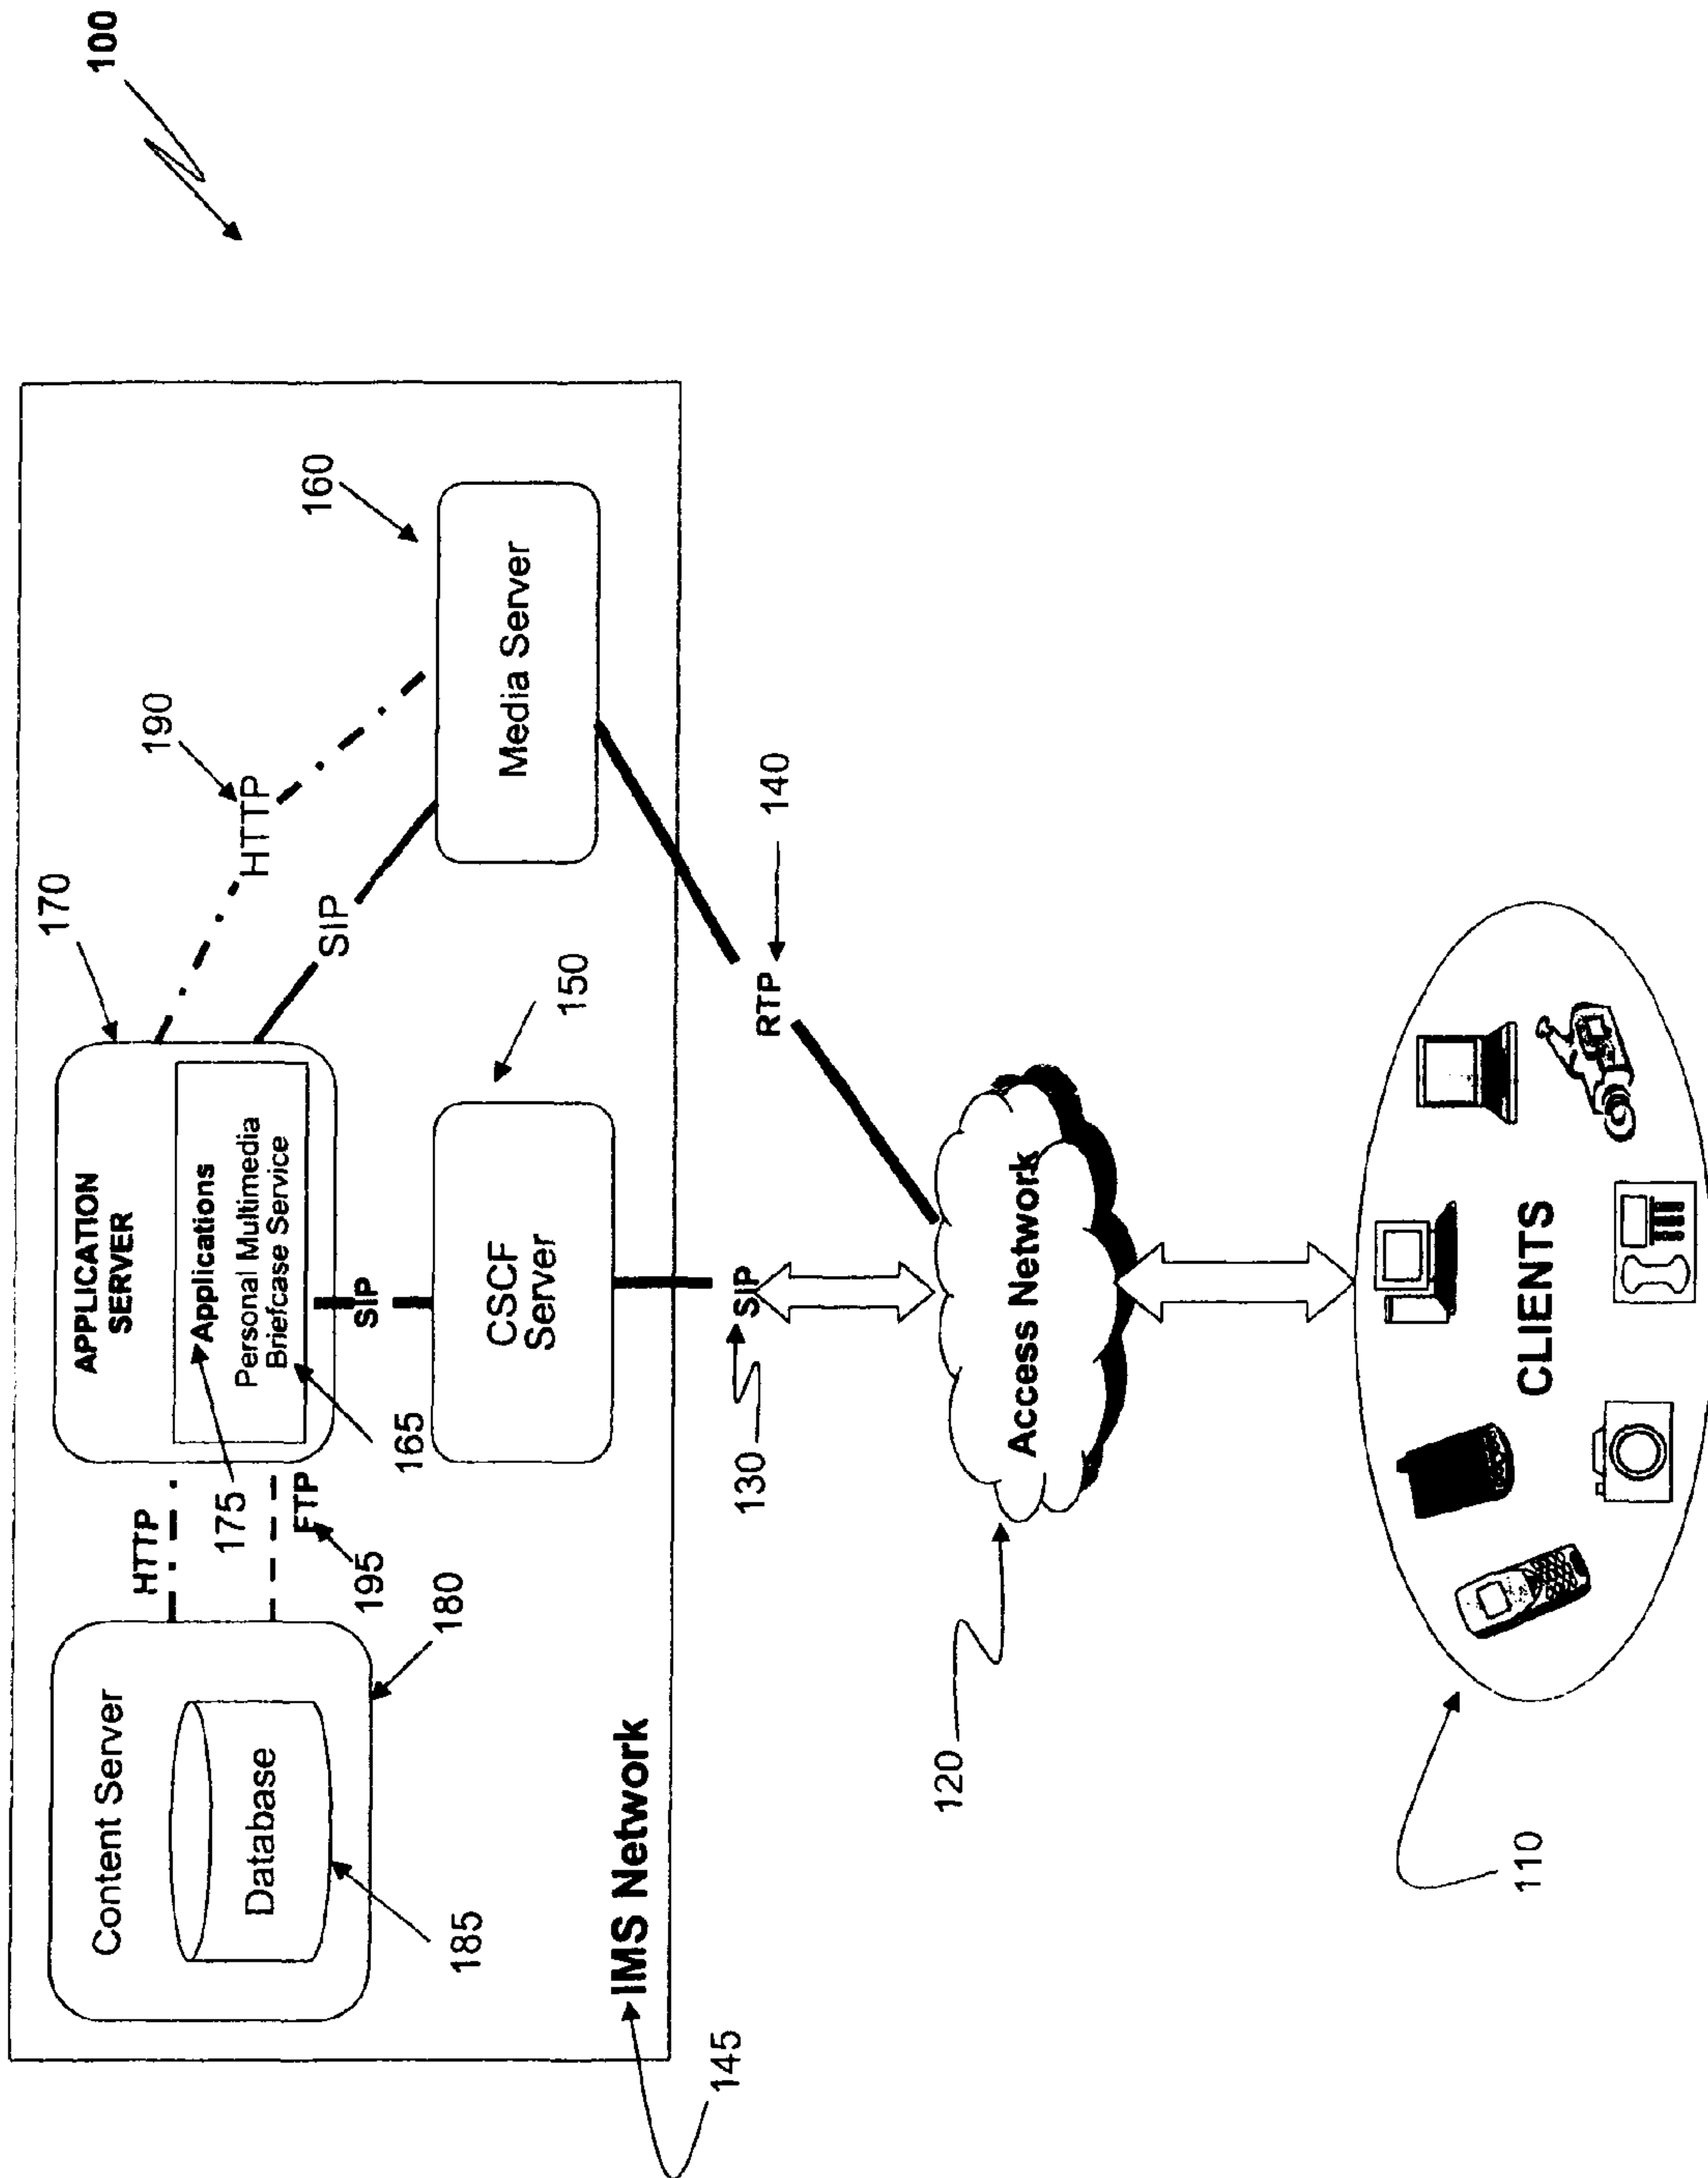 100
Content Server
Database
180
185
HTTP
FTP
195
APPLICATION
SERVER
Applications
Personal Multimedia
Briefcase Service
175
165
170
HTTP
190
SIP
SIP
CSCF
Server
150
Media Server
160
IMS Network
145
SIP
130
RTP
140
Access Network
120
CLIENTS
110